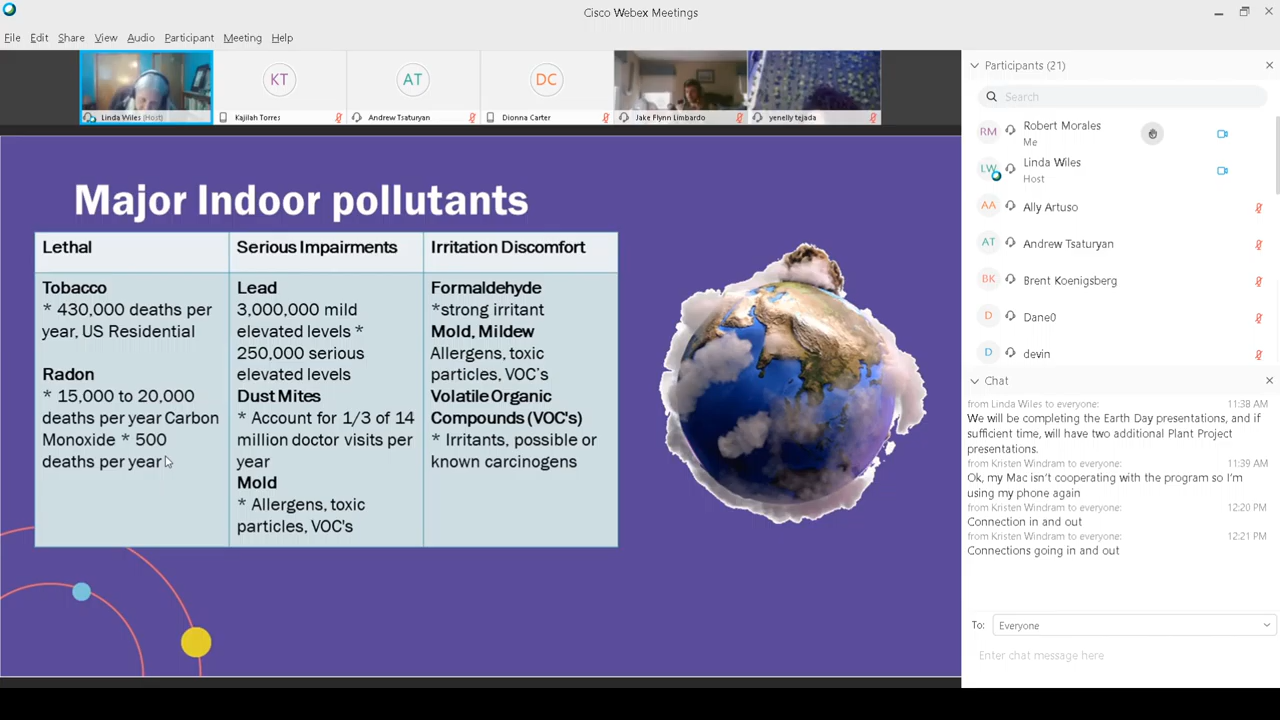 Cisco Webex Meetings
File Edit Share View Audio Participant Meeting Help
KT
AT
DC
Linda Wiles (Host)
Kajilah Torres
Andrew Tsaturyan
Dionna Carter
Jake Flynn Limbardo
yenelly tejada
Major Indoor pollutants
Lethal
Tobacco
* 430,000 deaths per
year, US Residential
Radon
* 15,000 to 20,000
deaths per year Carbon
Monoxide * 500
deaths per year
Serious Impairments
Lead
3,000,000 mild
elevated levels *
250,000 serious
elevated levels
Dust Mites
* Account for 1/3 of 14
million doctor visits per
year
Mold
* Allergens, toxic
particles, VOC's
Irritation Discomfort
Formaldehyde
*strong irritant
Mold, Mildew
Allergens, toxic
particles, VOC's
Volatile Organic
Compounds (VOC's)
* Irritants, possible or
known carcinogens
Participants (21)
Search
RM Robert Morales
Me
LW Linda Wiles
Host
AA Ally Artuso
AT Andrew Tsaturyan
BK Brent Koenigsberg
D Dane0
D devin
Chat
from Linda Wiles to everyone: 11:38 AM
We will be completing the Earth Day presentations, and if
sufficient time, will have two additional Plant Project
presentations.
from Kristen Windram to everyone: 11:39 AM
Ok, my Mac isn't cooperating with the program so I'm
using my phone again
from Kristen Windram to everyone: 12:20 PM
Connection in and out
from Kristen Windram to everyone: 12:21 PM
Connections going in and out
To: Everyone
Enter chat message here